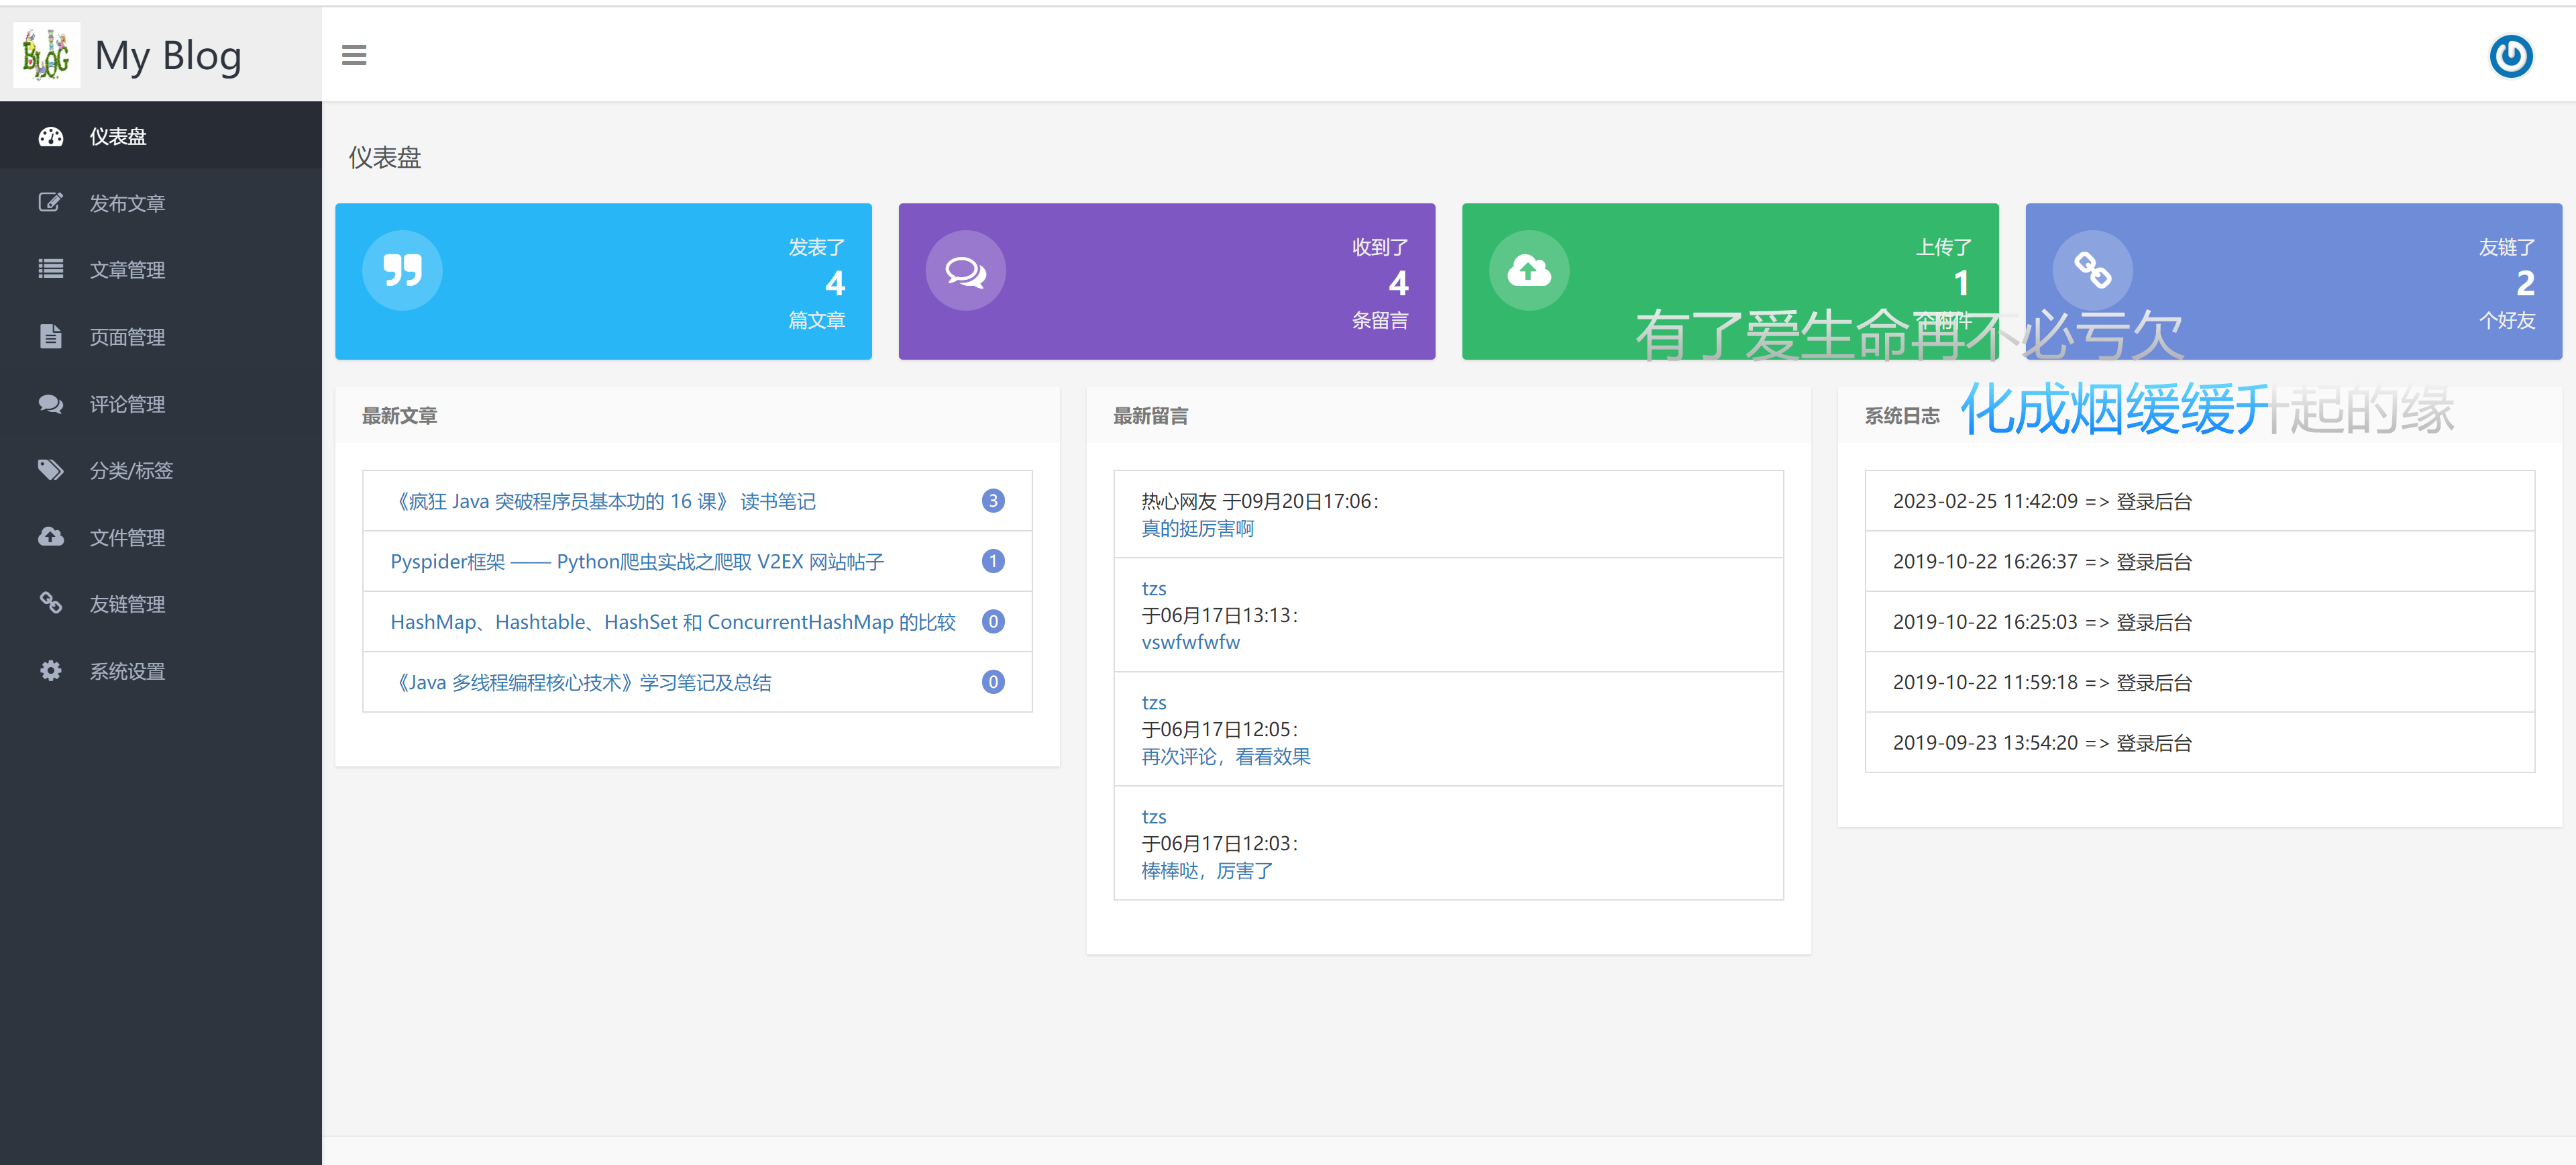 BLOG
My Blog
仪表盘
发布文章
文章管理
页面管理
评论管理
分类/标签
文件管理
友链管理
系统设置
仪表盘
发表了
4
篇文章
收到了
4
条留言
上传了
1
个附件
友链了
2
个好友
有了爱生命再不必亏欠
化成烟缓缓升起的缘
最新文章
《疯狂 Java 突破程序员基本功的 16 课》 读书笔记 3
Pyspider框架 —— Python爬虫实战之爬取 V2EX 网站帖子 1
HashMap、Hashtable、HashSet 和 ConcurrentHashMap 的比较 0
《Java 多线程编程核心技术》学习笔记及总结 0
最新留言
热心网友 于09月20日17:06：
真的挺厉害啊
tzs
于06月17日13:13：
vswfwfwfw
tzs
于06月17日12:05：
再次评论，看看效果
tzs
于06月17日12:03：
棒棒哒，厉害了
系统日志
2023-02-25 11:42:09 => 登录后台
2019-10-22 16:26:37 => 登录后台
2019-10-22 16:25:03 => 登录后台
2019-10-22 11:59:18 => 登录后台
2019-09-23 13:54:20 => 登录后台